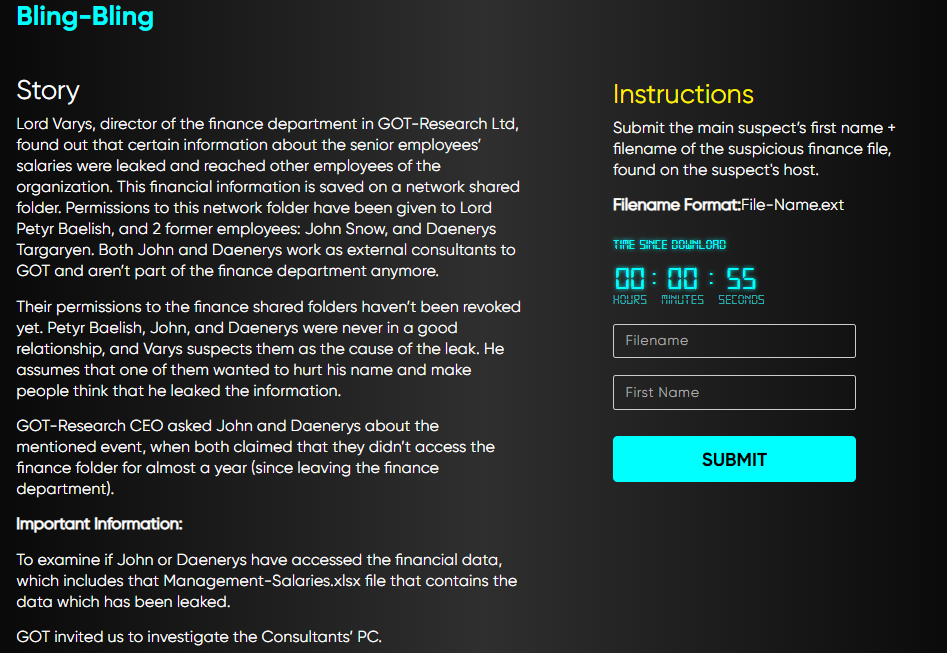 Bling-Bling
Story
Lord Varys, director of the finance department in GOT-Research Ltd,
found out that certain information about the senior employees’
salaries were leaked and reached other employees of the
organization. This financial information is saved on a network shared
folder. Permissions to this network folder have been given to Lord
Petyr Baelish, and 2 former employees: John Snow, and Daenerys
Targaryen. Both John and Daenerys work as external consultants to
GOT and aren’t part of the finance department anymore.
Their permissions to the finance shared folders haven’t been revoked
yet. Petyr Baelish, John, and Daenerys were never in a good
relationship, and Varys suspects them as the cause of the leak. He
assumes that one of them wanted to hurt his name and make
people think that he leaked the information.
GOT-Research CEO asked John and Daenerys about the
mentioned event, when both claimed that they didn’t access the
finance folder for almost a year (since leaving the finance
department).
Important Information:
To examine if John or Daenerys have accessed the financial data,
which includes that Management-Salaries.xlsx file that contains the
data which has been leaked.
GOT invited us to investigate the Consultants’ PC.
Instructions
Submit the main suspect’s first name +
filename of the suspicious finance file,
found on the suspect's host.
Filename Format:File-Name.ext
TIME SINCE DOWNLOAD
00 : 00 : 55
HOURS MINUTES SECONDS
Filename
First Name
SUBMIT